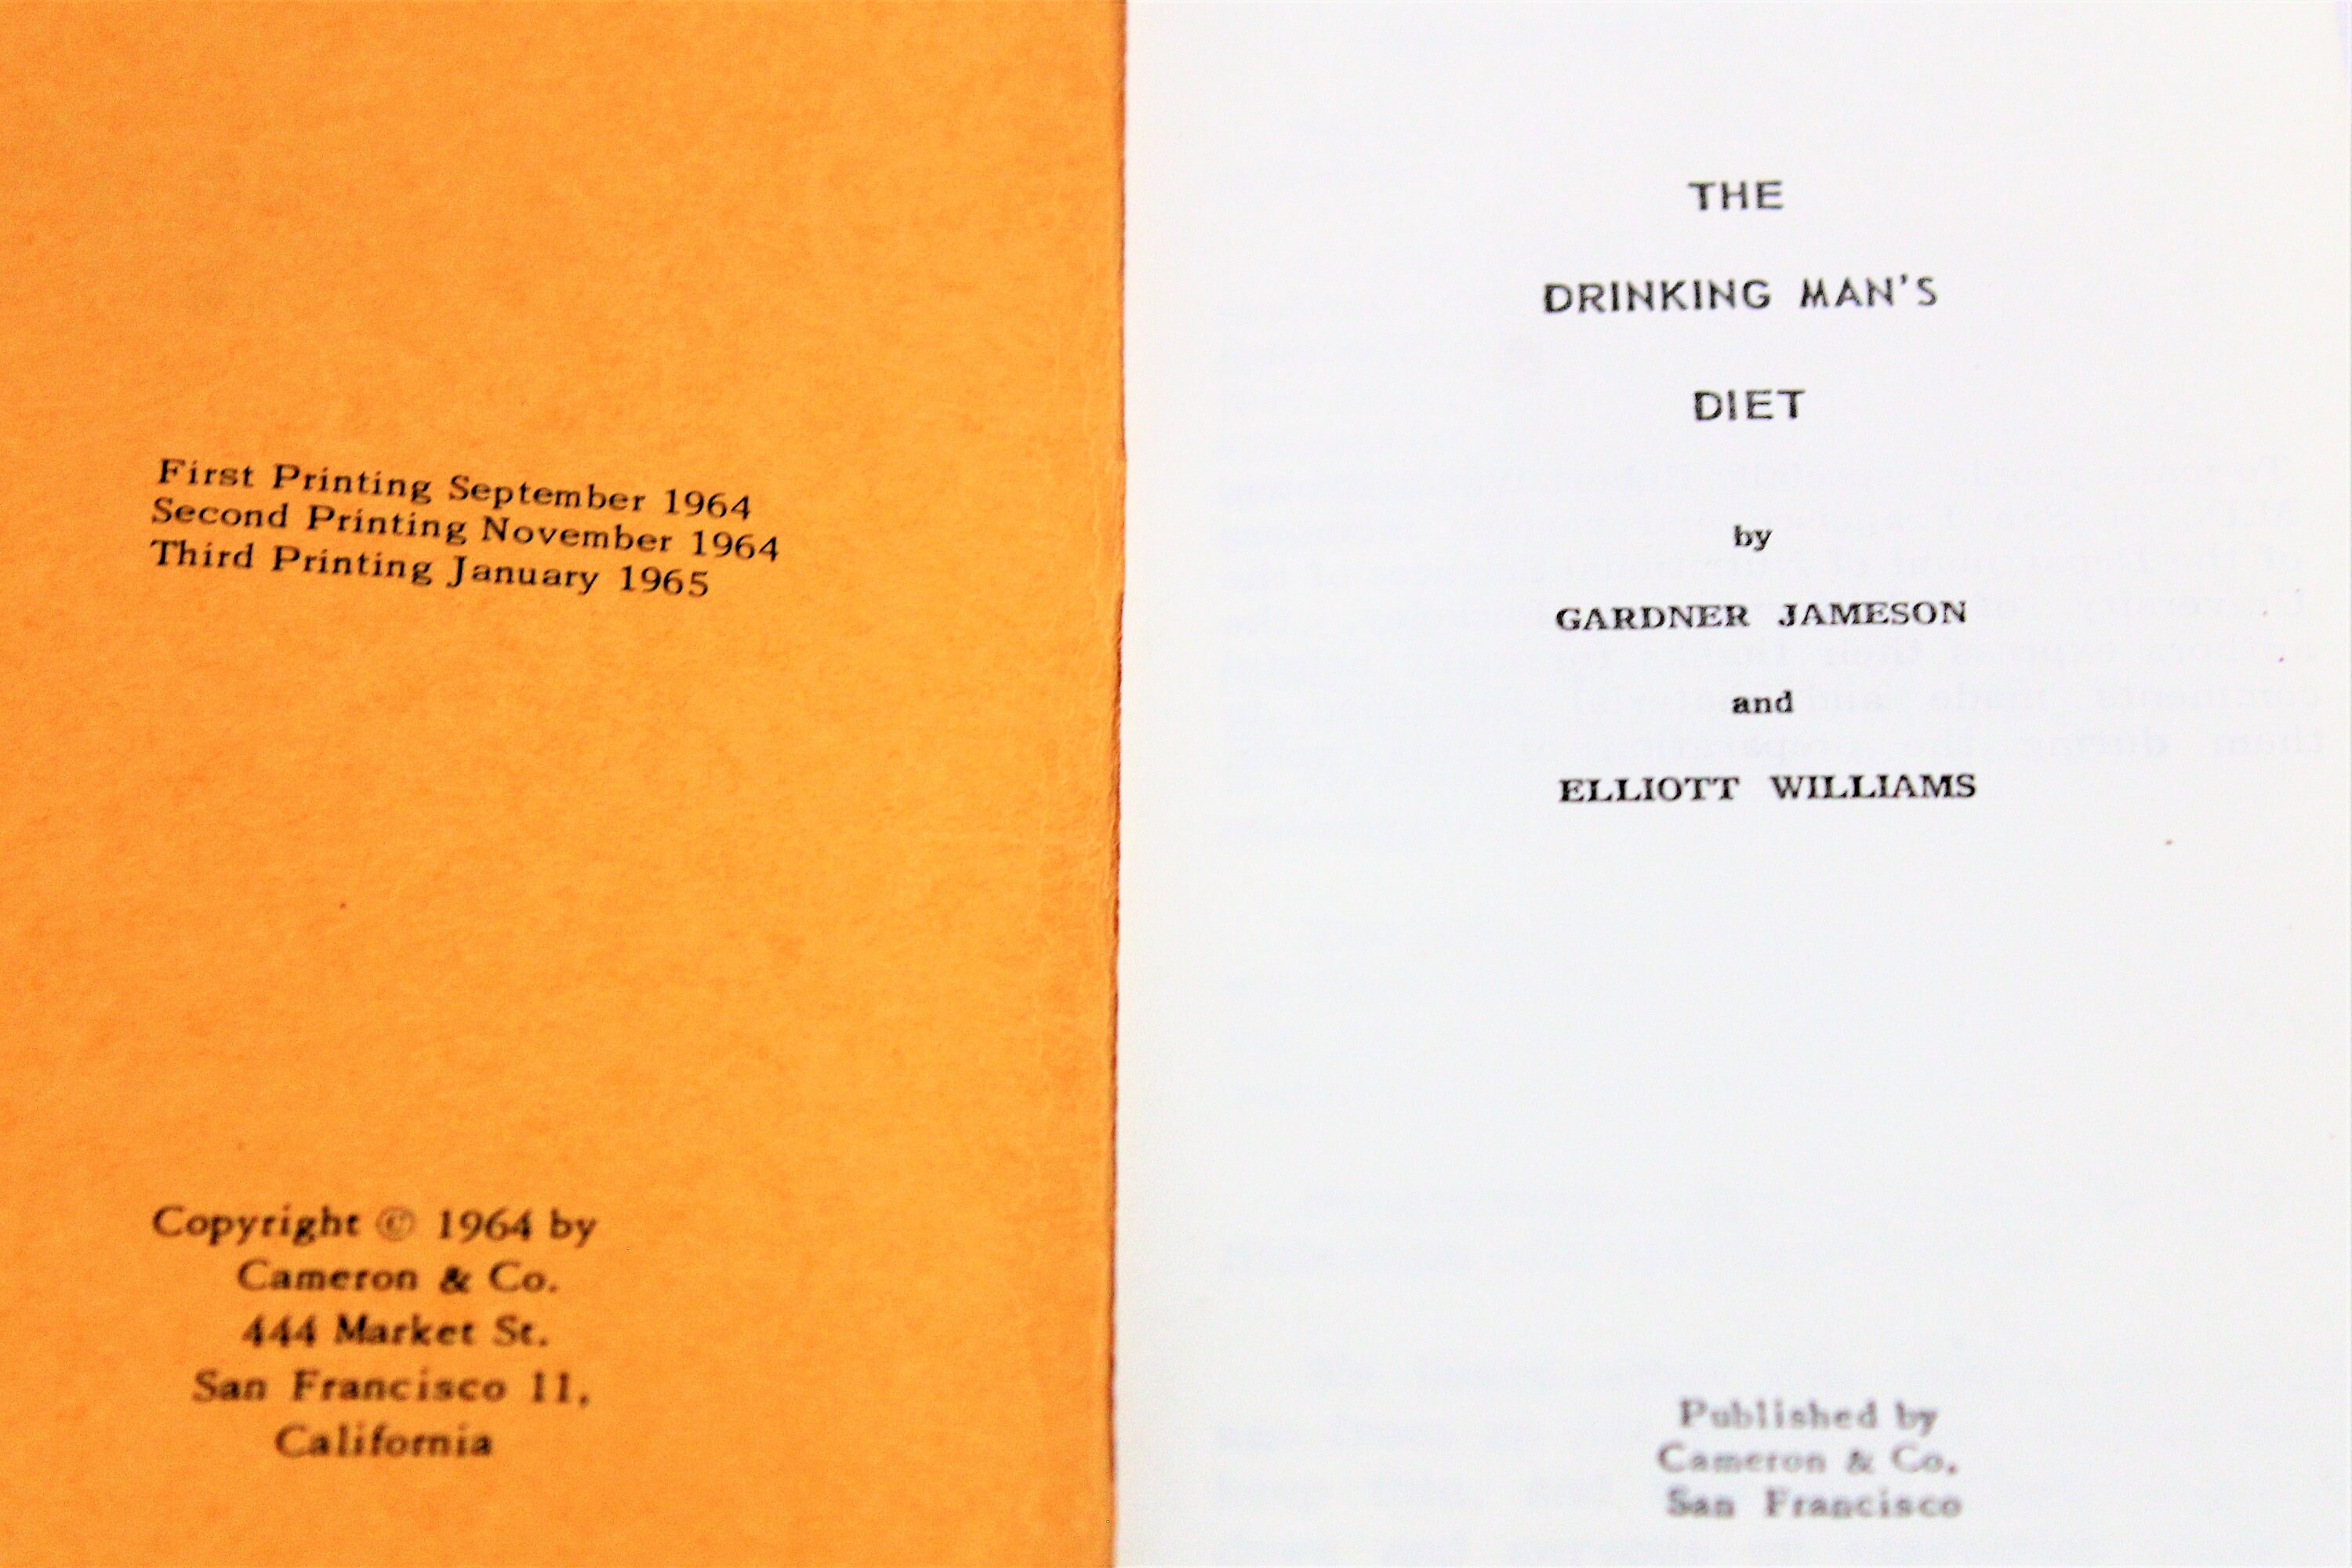 First Printing September 1964
Second Printing November 1964
Third Printing January 1965
Copyright © 1964 by
Cameron & Co.
444 Market St.
San Francisco 11,
California
THE
DRINKING MAN'S
DIET
by
GARDNER JAMESON
and
ELLIOTT WILLIAMS
Published by
Cameron & Co.
San Francisco